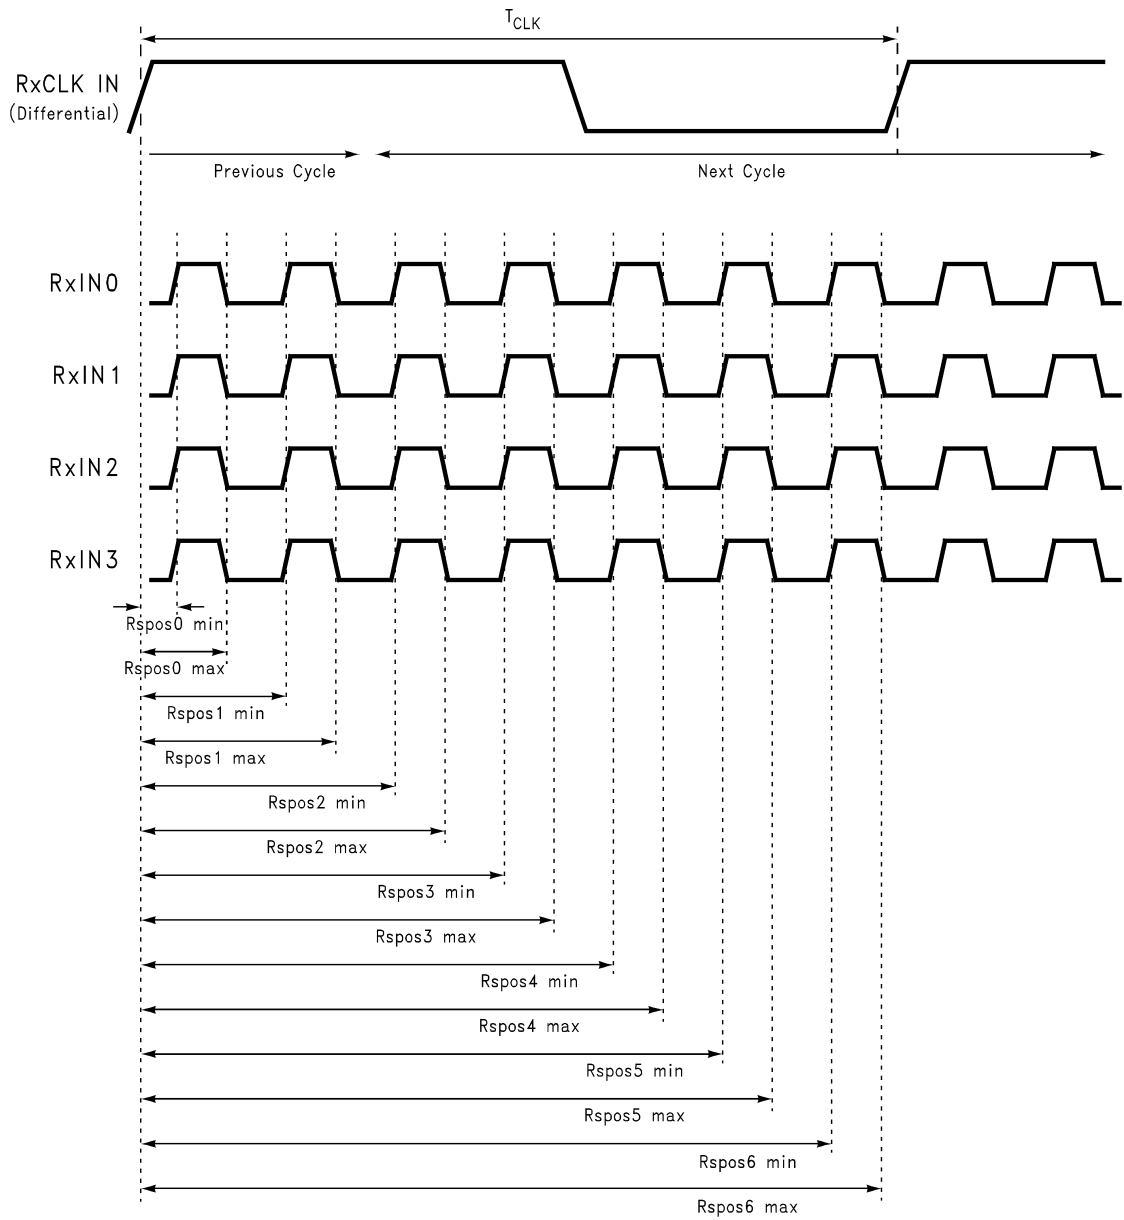 TCLK
RxCLK IN
(Differential)
Previous Cycle
Next Cycle
RxIN0
RxIN1
RxIN2
RxIN3
Rspos0 min
Rspos0 max
Rspos1 min
Rspos1 max
Rspos2 min
Rspos2 max
Rspos3 min
Rspos3 max
Rspos4 min
Rspos4 max
Rspos5 min
Rspos5 max
Rspos6 min
Rspos6 max